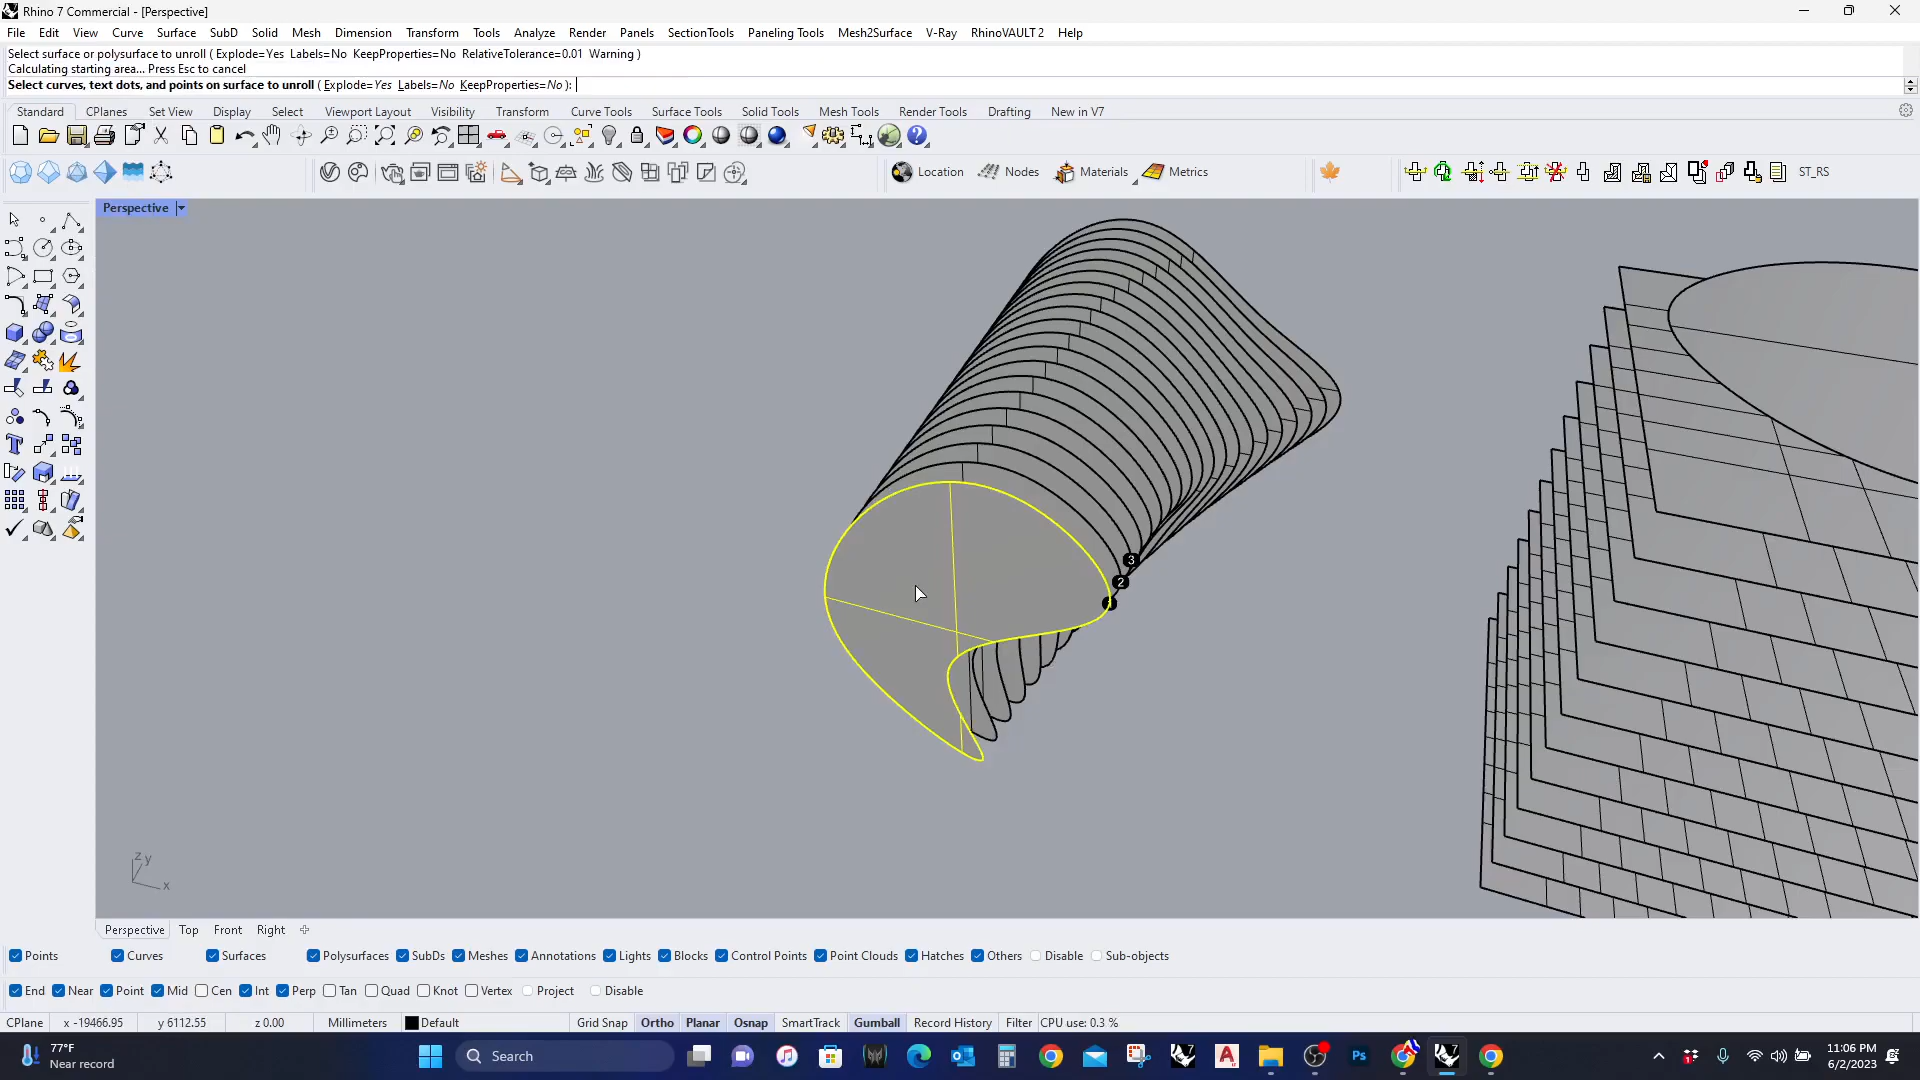 Rhino 7 Commercial - [Perspective]
File Edit View Curve Surface SubD Solid Mesh Dimension Transform Tools Analyze Render Panels SectionTools Paneling Tools Mesh2Surface V-Ray RhinoVAULT 2 Help
Select surface or polysurface to unroll ( Explode=Yes Labels=No KeepProperties=No RelativeTolerance=0.01 Warning )
Calculating starting area... Press Esc to cancel
Select curves, text dots, and points on surface to unroll ( Explode=Yes Labels=No KeepProperties=No ):
Standard CPlanes Set View Display Select Viewport Layout Visibility Transform Curve Tools Surface Tools Solid Tools Mesh Tools Render Tools Drafting New in V7
Location Nodes Materials Metrics ST_RS
Perspective
3
2
z y
x
Perspective Top Front Right
Points Curves Surfaces Polysurfaces SubDs Meshes Annotations Lights Blocks Control Points Point Clouds Hatches Others Disable Sub-objects
End Near Point Mid Cen Int Perp Tan Quad Knot Vertex Project Disable
CPlane x -19466.95 y 6112.55 z 0.00 Millimeters Default Grid Snap Ortho Planar Osnap SmartTrack Gumball Record History Filter CPU use: 0.3 %
77°F
Near record
Search
Ps
11:06 PM
6/2/2023